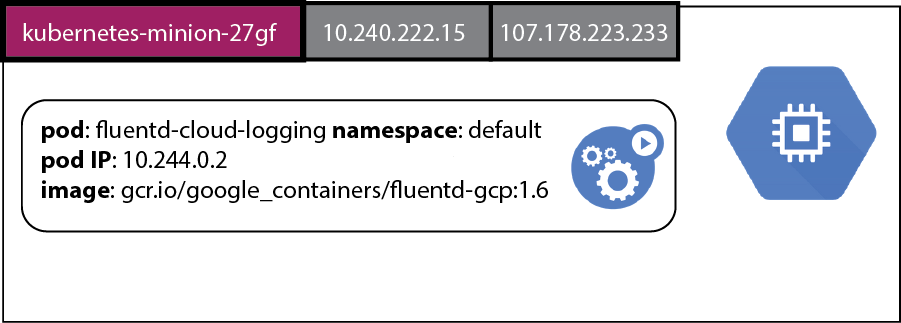 kubernetes-minion-27gf 10.240.222.15 107.178.223.233
pod: fluentd-cloud-logging namespace: default
pod IP: 10.244.0.2
image: gcr.io/google_containers/fluentd-gcp:1.6